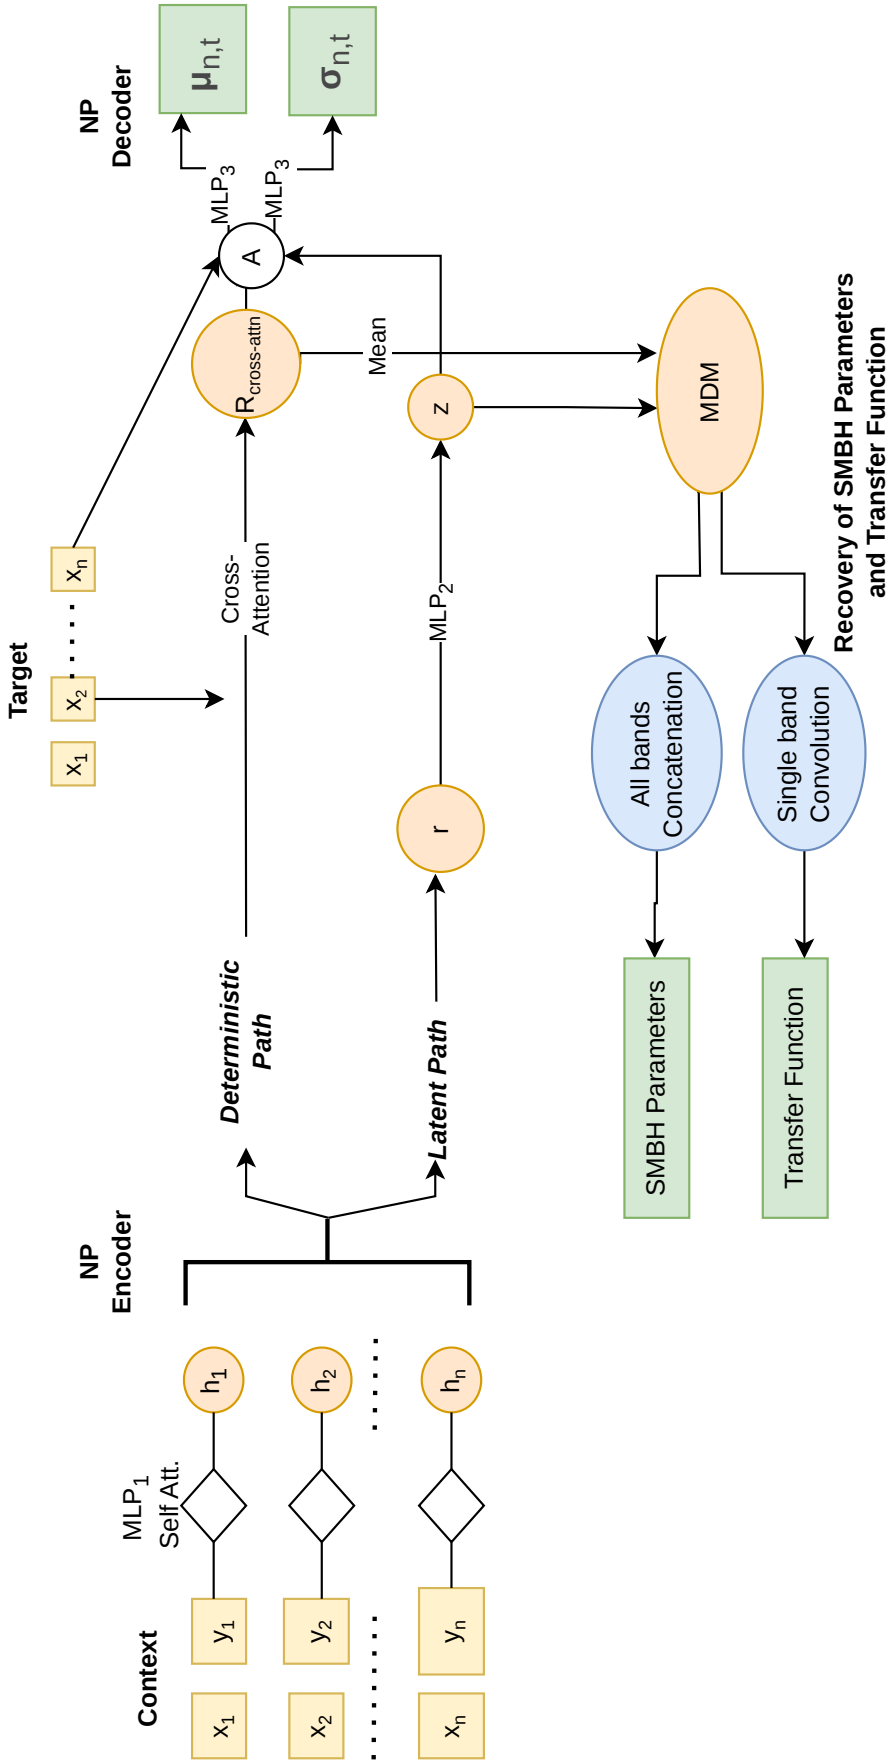 Context
x1
y1
x2
y2
xn
yn
MLP1
Self Att.
h1
h2
hn
NP
Encoder
Deterministic
Path
Latent Path
r
MLP2
z
Target
x1
x2
xn
Cross-
Attention
Rcross-attn
Mean
A
MLP3
MLP3
NP
Decoder
μn,t
σn,t
MDM
All bands
Concatenation
Single band
Convolution
SMBH Parameters
Transfer Function
Recovery of SMBH Parameters
and Transfer Function